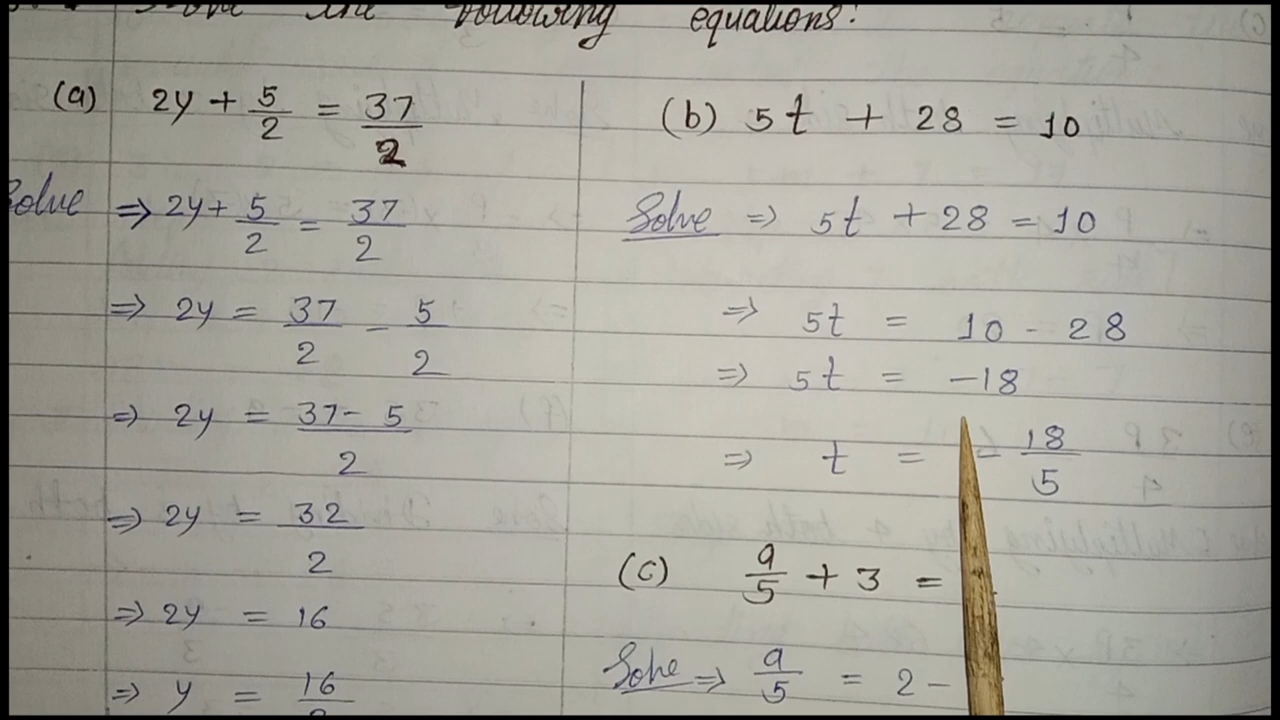 the following equations:
(a) 2y + 5/2 = 37/2
Solve ⇒ 2y + 5/2 = 37/2
⇒ 2y = 37/2 - 5/2
⇒ 2y = 37 - 5/2
⇒ 2y = 32/2
⇒ 2y = 16
⇒ y = 16
(b) 5t + 28 = 10
Solve ⇒ 5t + 28 = 10
⇒ 5t = 10 - 28
⇒ 5t = -18
⇒ t = - 18/5
(c) a/5 + 3 =
Solve ⇒ a/5 = 2 -